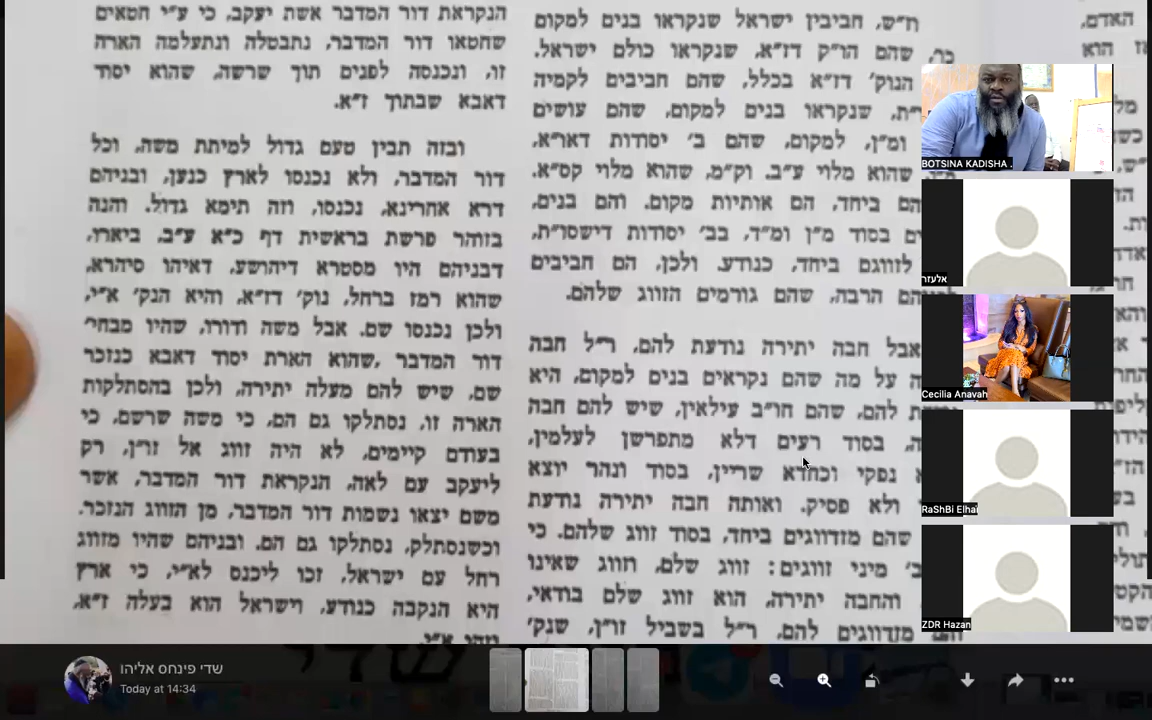 ח״ש, חביבין ישראל שנקראו בנים למקום
כו׳, שהם הו״ק דז״א, שנקראו כולם ישראל.
הנוק׳ דז״א בכלל, שהם חביבים לקמיה
שנקראו בנים למקום, שהם עושים
ומ״ן, למקום, שהם ב׳ יסודות דאו״א,
שהוא מלוי ע״ב. וק״מ, שהוא מלוי קס״א.
הם ביחד, הם אותיות מקום. והם בנים,
בסוד מ״ן ומ״ד, בב׳ יסודות דישסו״ת,
לזווגם ביחד, כנודע. ולכן, הם חביבים
הרבה, שהם גורמים הזווג שלהם.
אבל חבה יתירה נודעת להם, ר״ל חבה
על מה שהם נקראים בנים למקום, היא
להם, שהם חו״ב עילאין, שיש להם חבה
בסוד רעים דלא מתפרשן לעלמין,
נפקי וכחדא שריין, בסוד ונהר יוצא
ולא פסיק. ואותה חבה יתירה נודעת
שהם מזדווגים ביחד, בסוד זווג שלהם. כי
ב׳ מיני זווגים: זווג שלם, וזווג שאינו
והחבה יתירה, הוא זווג שלם בודאי,
מזדווגים להם, ר״ל בשביל זו״ן, שנק׳
הנקראת דור המדבר אשת יעקב, כי ע״י חטאים
שחטאו דור המדבר, נתבטלה ונתעלמה הארה
זו, ונכנסה לפנים תוך שרשה, שהוא יסוד
דאבא שבתוך ז״א.
ובזה תבין טעם גדול למיתת משה, וכל
דור המדבר, ולא נכנסו לארץ כנען, ובניהם
דרא אחרינא, נכנסו, וזה תימא גדול. והנה
בזוהר פרשת בראשית דף כ״א ע״ב, ביארו,
דבניהם היו מסטרא דיהושע, דאיהו סיהרא,
שהוא רמז ברחל, נוק׳ דז״א, והיא הנק׳ א״י,
ולכן נכנסו שם. אבל משה ודורו, שהיו מבחי׳
דור המדבר ,שהוא הארת יסוד דאבא כנזכר
שם, שיש להם מעלה יתירה, ולכן בהסתלקות
הארה זו, נסתלקו גם הם, כי משה שרשם, כי
בעודם קיימים, לא היה זווג אל זו״ן, רק
ליעקב עם לאה, הנקראת דור המדבר, אשר
משם יצאו נשמות דור המדבר, מן הזווג הנזכר.
וכשנסתלק, נסתלקו גם הם. ובניהם שהיו מזווג
רחל עם ישראל, זכו ליכנס לא״י, כי ארץ
היא הנקבה כנודע, וישראל הוא בעלה ז״א,
וזהו א״י.
האדם,
BOTSINA KADISHA .
אלעזר
Cecilia Anavah
RaShBi Elhai
ZDR Hazan
שדי פינחס אליהו
Today at 14:34